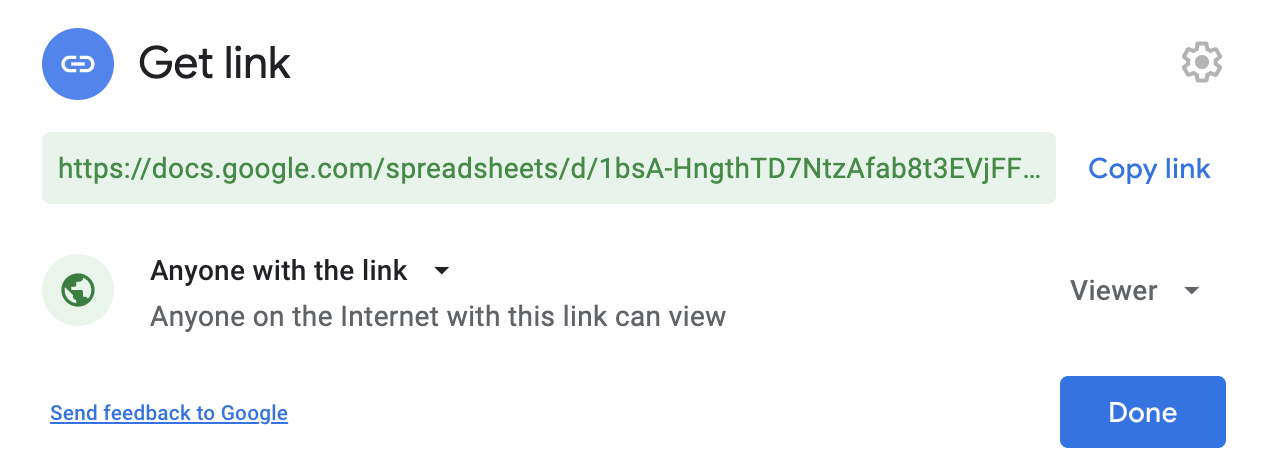 Get link
https://docs.google.com/spreadsheets/d/1bsA-HngthTD7NtzAfab8t3EVjFF...
Copy link
Anyone with the link
Viewer
Anyone on the Internet with this link can view
Send feedback to Google
Done